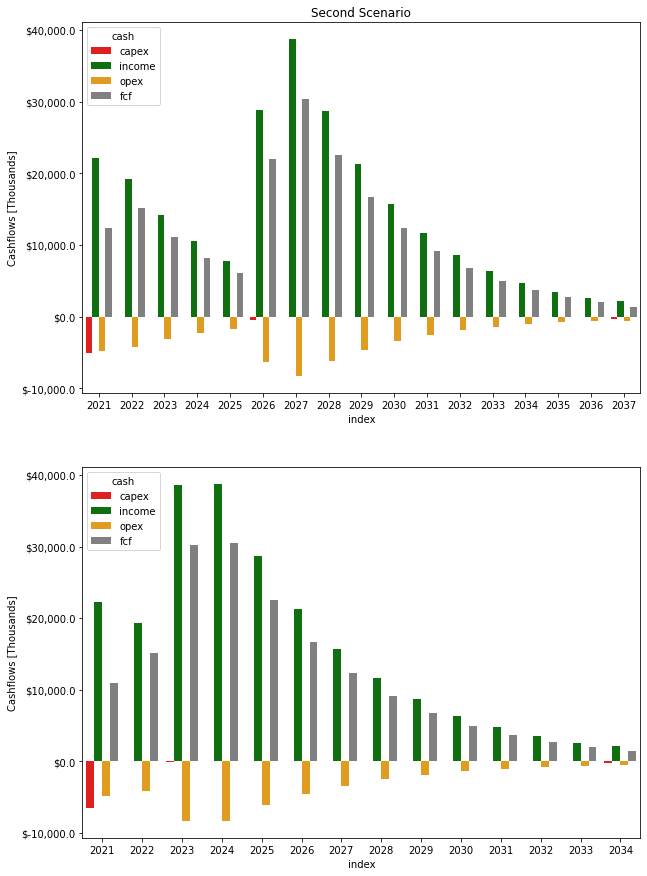 Second Scenario
cash
capex
income
opex
fcf
Cashflows [Thousands]
$40,000.0
$30,000.0
$20,000.0
$10,000.0
$0.0
$-10,000.0
2021 2022 2023 2024 2025 2026 2027 2028 2029 2030 2031 2032 2033 2034 2035 2036 2037
index
cash
capex
income
opex
fcf
Cashflows [Thousands]
$40,000.0
$30,000.0
$20,000.0
$10,000.0
$0.0
$-10,000.0
2021 2022 2023 2024 2025 2026 2027 2028 2029 2030 2031 2032 2033 2034
index